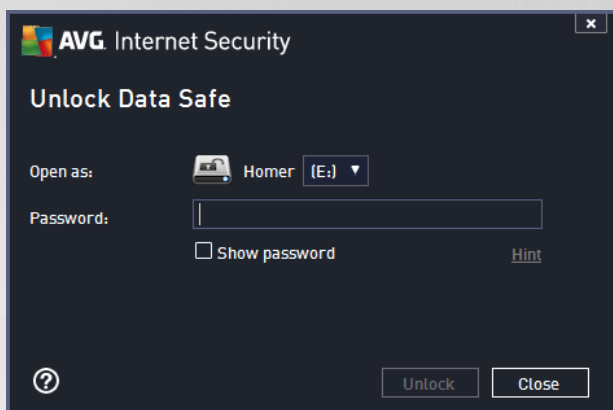 AVG. Internet Security
Unlock Data Safe
Open as: Homer (E:)
Password:
Show password Hint
Unlock Close